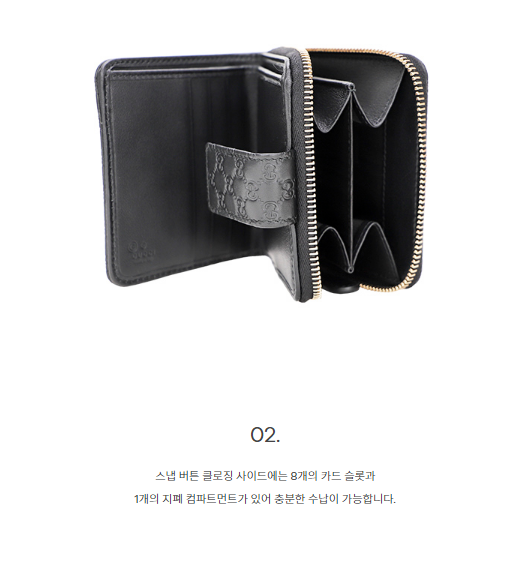 02.
스냅 버튼 클로징 사이드에는 8개의 카드 슬롯과
1개의 지폐 컴파트먼트가 있어 충분한 수납이 가능합니다.